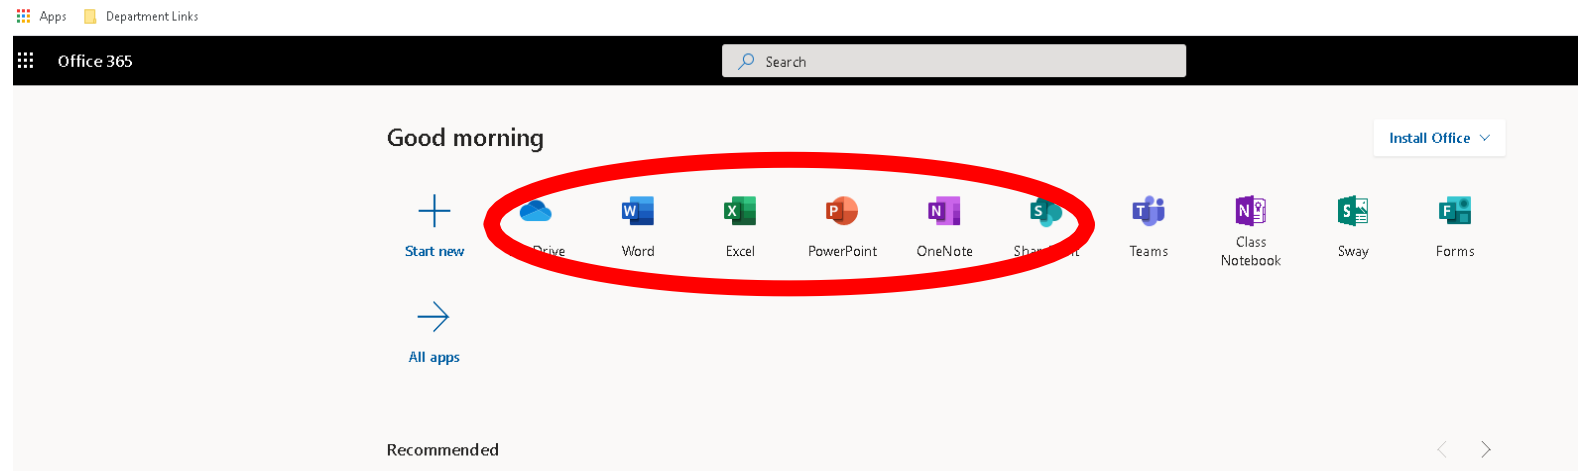 Apps Department Links
Office 365 Search
Good morning
Install Office
Start new Drive Word Excel PowerPoint OneNote Teams Class Notebook Sway Forms
All apps
Recommended